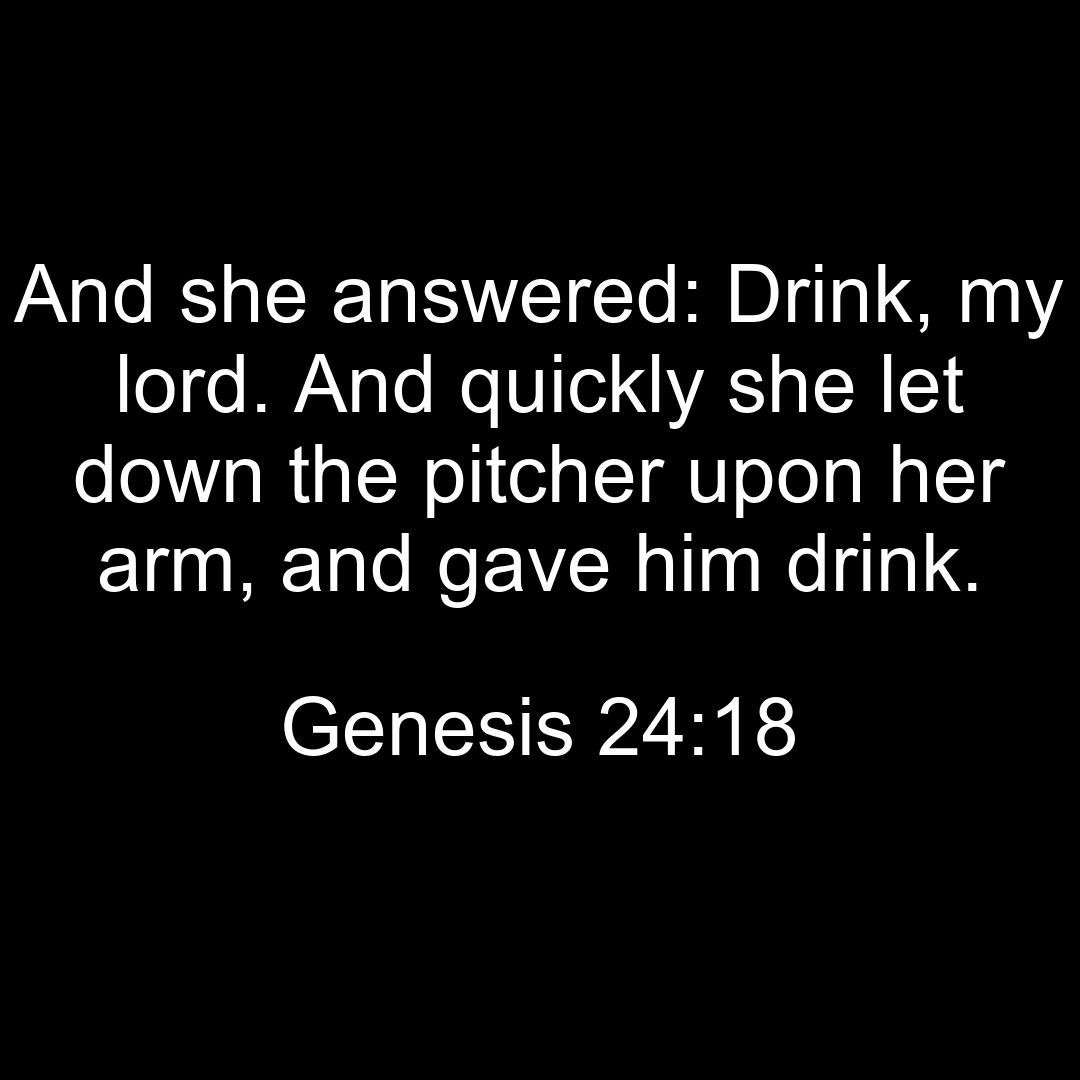 And she answered: Drink, my
lord. And quickly she let
down the pitcher upon her
arm, and gave him drink.
Genesis 24:18